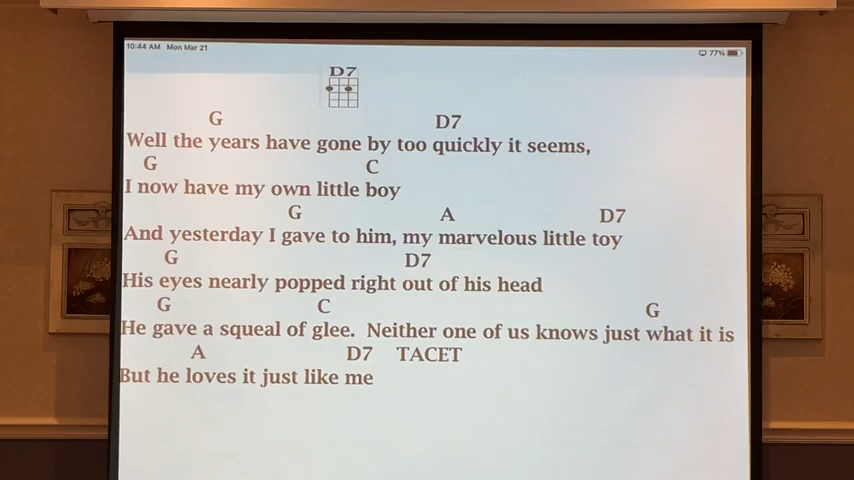 10:44 AM Mon Mar 21
77%
D7
G D7
Well the years have gone by too quickly it seems,
G C
I now have my own little boy
G A D7
And yesterday I gave to him, my marvelous little toy
G D7
His eyes nearly popped right out of his head
G C G
He gave a squeal of glee. Neither one of us knows just what it is
A D7 TACET
But he loves it just like me